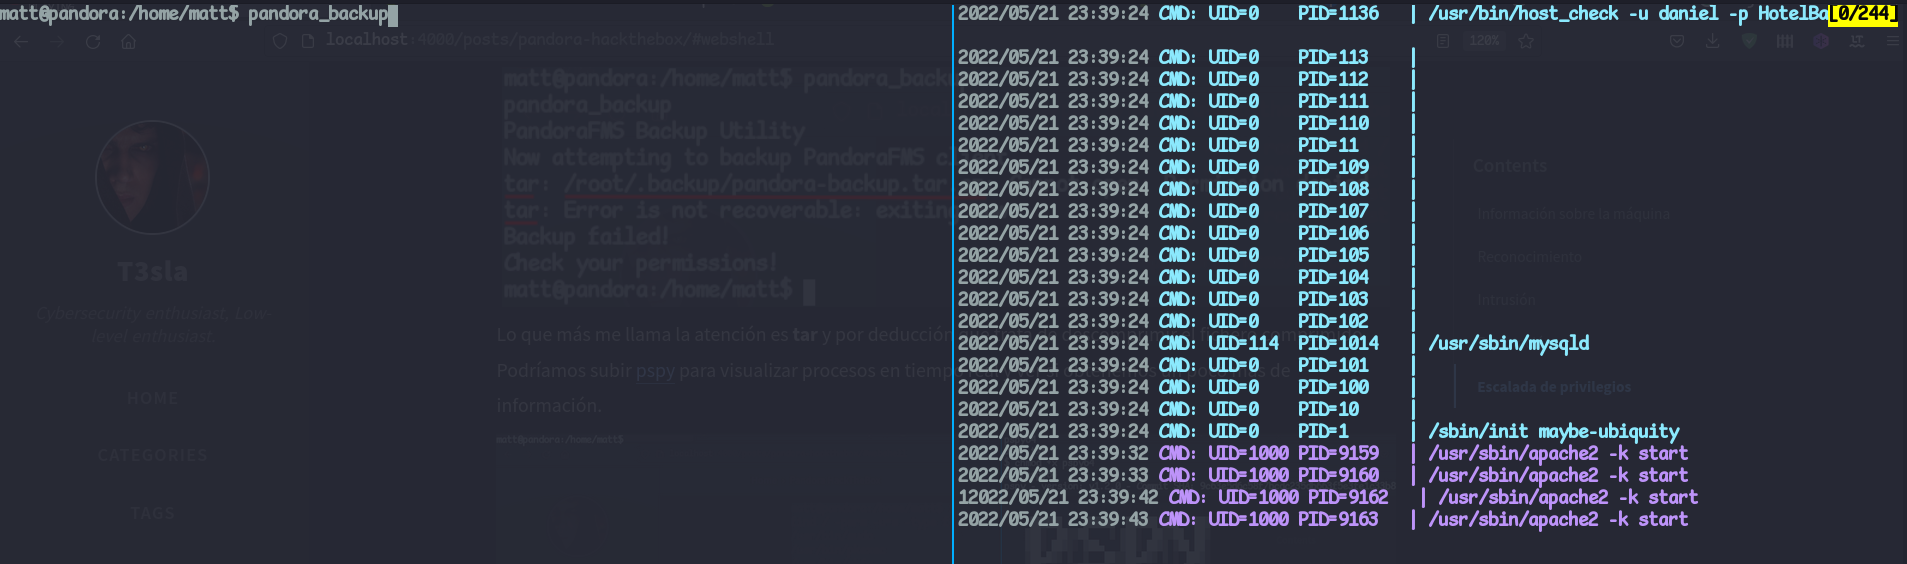 matt@pandora:/home/matt$ pandora_backup
2022/05/21 23:39:24 CMD: UID=0 PID=1136 | /usr/bin/host_check -u daniel -p HotelBa[0/244]
2022/05/21 23:39:24 CMD: UID=0 PID=113 |
2022/05/21 23:39:24 CMD: UID=0 PID=112 |
2022/05/21 23:39:24 CMD: UID=0 PID=111 |
2022/05/21 23:39:24 CMD: UID=0 PID=110 |
2022/05/21 23:39:24 CMD: UID=0 PID=11 |
2022/05/21 23:39:24 CMD: UID=0 PID=109 |
2022/05/21 23:39:24 CMD: UID=0 PID=108 |
2022/05/21 23:39:24 CMD: UID=0 PID=107 |
2022/05/21 23:39:24 CMD: UID=0 PID=106 |
2022/05/21 23:39:24 CMD: UID=0 PID=105 |
2022/05/21 23:39:24 CMD: UID=0 PID=104 |
2022/05/21 23:39:24 CMD: UID=0 PID=103 |
2022/05/21 23:39:24 CMD: UID=0 PID=102 |
2022/05/21 23:39:24 CMD: UID=114 PID=1014 | /usr/sbin/mysqld
2022/05/21 23:39:24 CMD: UID=0 PID=101 |
2022/05/21 23:39:24 CMD: UID=0 PID=100 |
2022/05/21 23:39:24 CMD: UID=0 PID=10 |
2022/05/21 23:39:24 CMD: UID=0 PID=1 | /sbin/init maybe-ubiquity
2022/05/21 23:39:32 CMD: UID=1000 PID=9159 | /usr/sbin/apache2 -k start
2022/05/21 23:39:33 CMD: UID=1000 PID=9160 | /usr/sbin/apache2 -k start
12022/05/21 23:39:42 CMD: UID=1000 PID=9162 | /usr/sbin/apache2 -k start
2022/05/21 23:39:43 CMD: UID=1000 PID=9163 | /usr/sbin/apache2 -k start
localhost:4000/posts/pandora-hackthebox/#webshell
120%
T3sla
Cybersecurity enthusiast, Low-
level enthusiast.
HOME
CATEGORIES
TAGS
matt@pandora:/home/matt$ pandora_backu
pandora_backup
PandoraFMS Backup Utility
Now attempting to backup PandoraFMS c
tar: /root/.backup/pandora-backup.tar
tar: Error is not recoverable: exiting
Backup failed!
Check your permissions!
matt@pandora:/home/matt$
Lo que más me llama la atención es tar y por deducción
Podríamos subir pspy para visualizar procesos en tiempo
información.
matt@pandora:/home/matt$
Contents
Información sobre la máquina
Reconocimiento
Intrusión
Escalada de privilegios